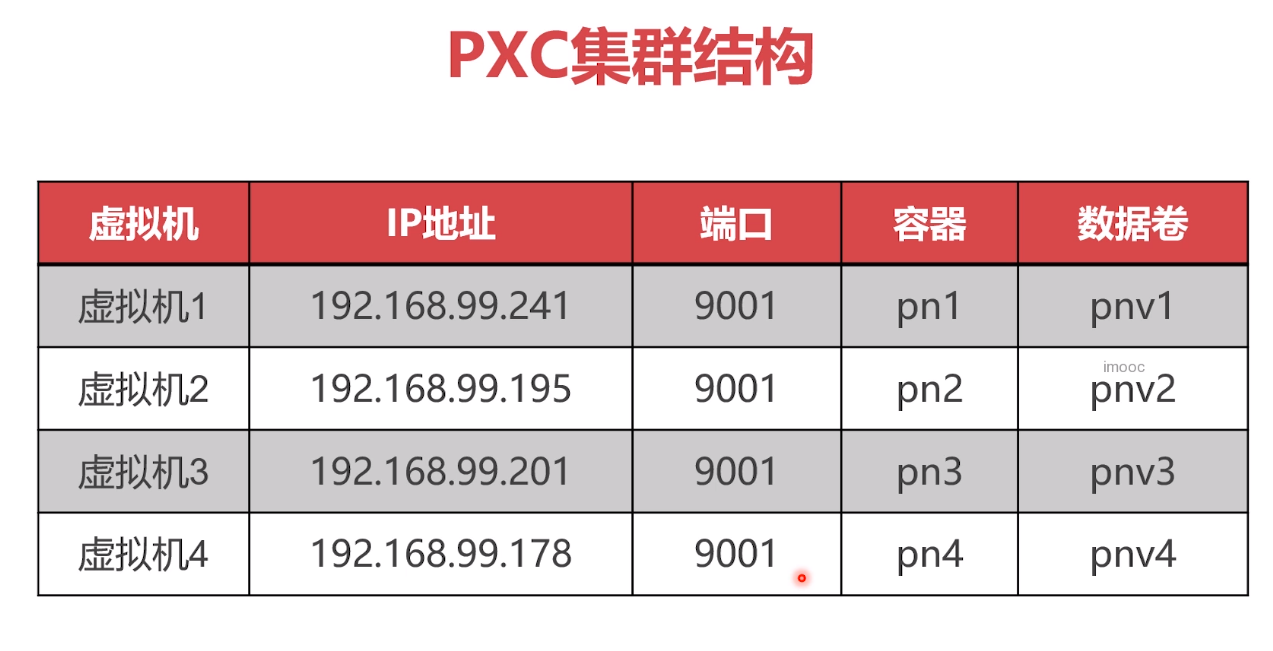 PXC集群结构
虚拟机 IP地址 端口 容器 数据卷
虚拟机1 192.168.99.241 9001 pn1 pnv1
imooc
虚拟机2 192.168.99.195 9001 pn2 pnv2
虚拟机3 192.168.99.201 9001 pn3 pnv3
虚拟机4 192.168.99.178 9001 pn4 pnv4